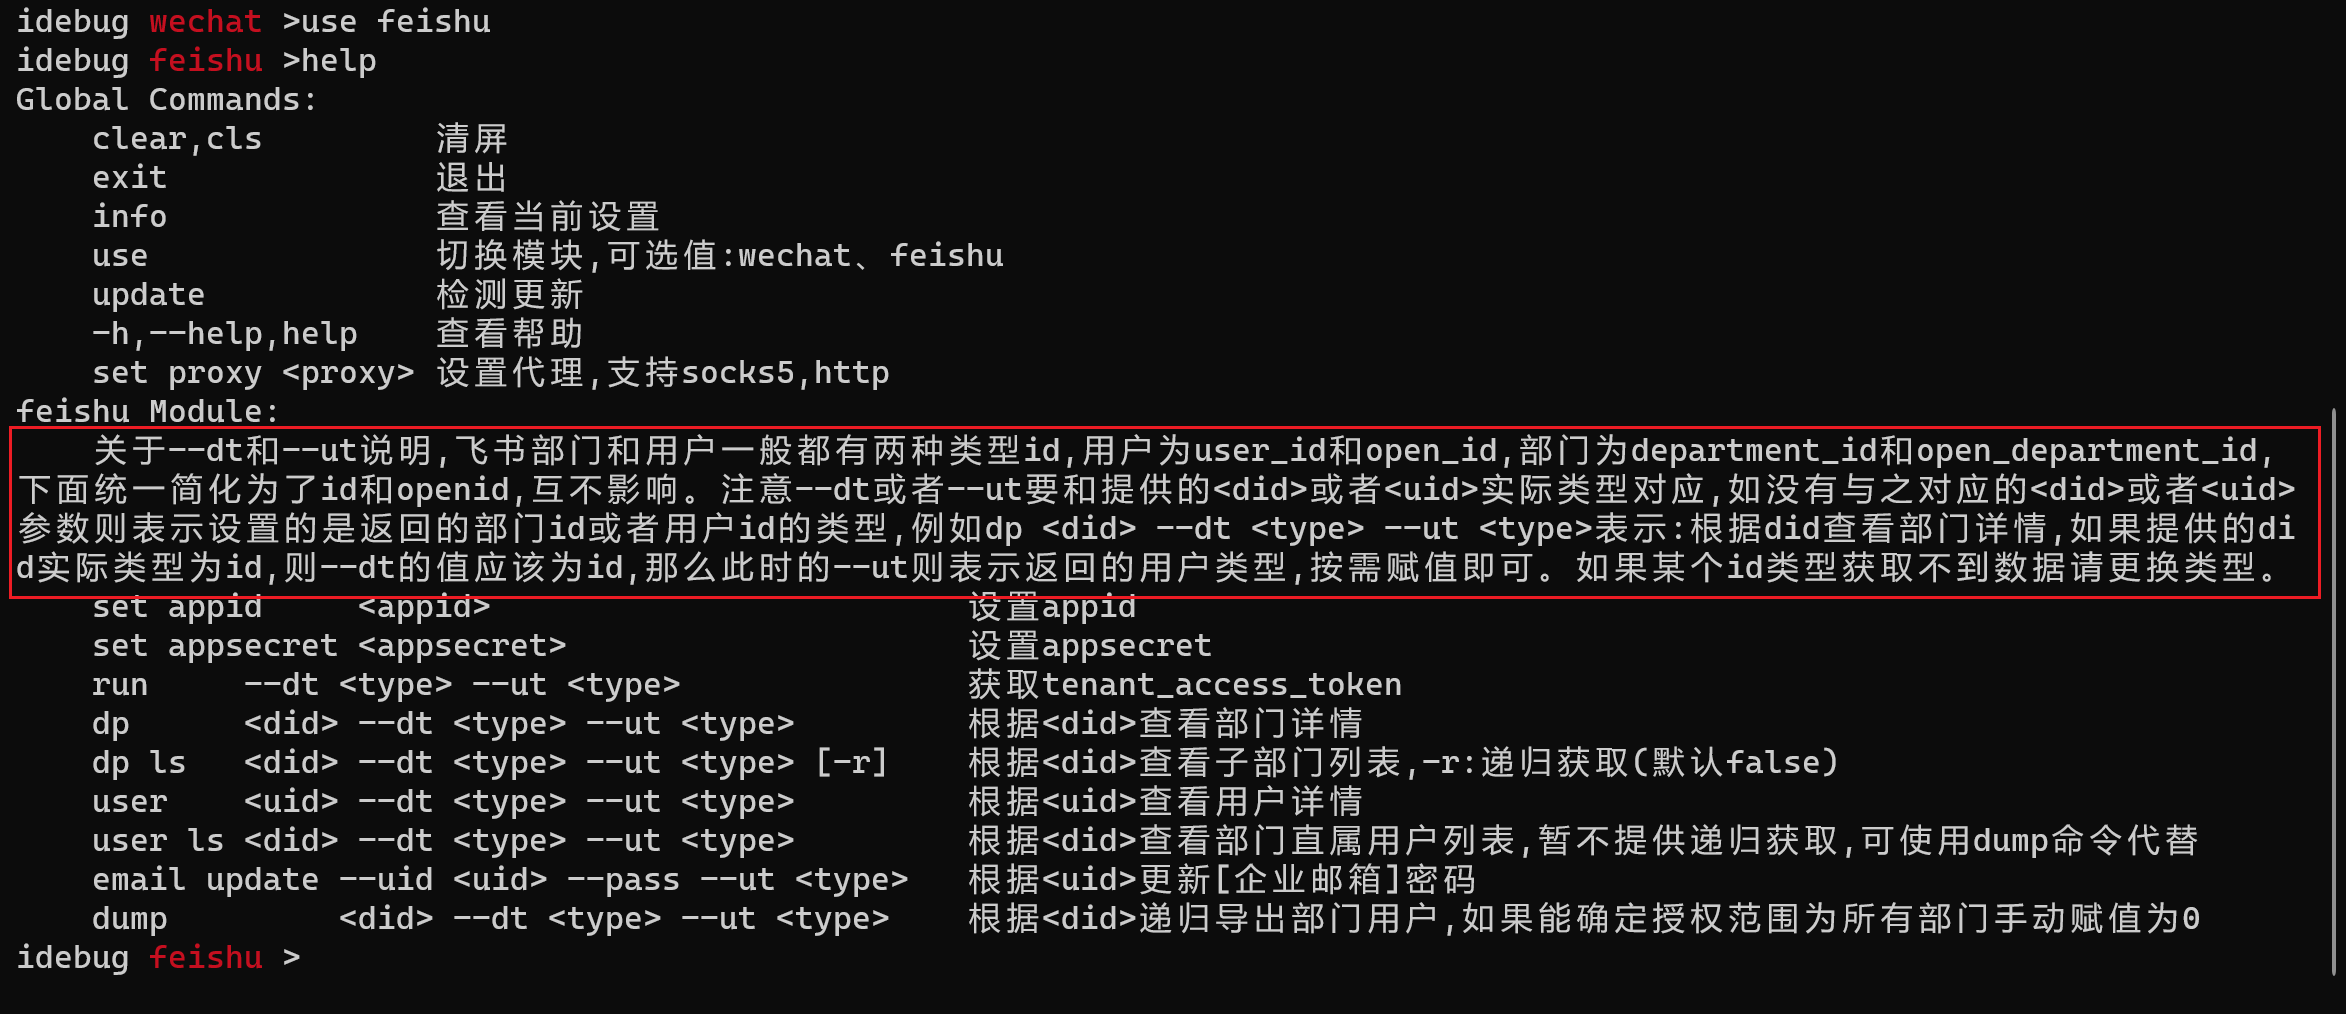 idebug wechat >use feishu
idebug feishu >help
Global Commands:
    clear,cls         清屏
    exit              退出
    info              查看当前设置
    use               切换模块,可选值:wechat、feishu
    update            检测更新
    -h,--help,help    查看帮助
    set proxy <proxy> 设置代理,支持socks5,http
feishu Module:
    关于--dt和--ut说明,飞书部门和用户一般都有两种类型id,用户为user_id和open_id,部门为department_id和open_department_id,
下面统一简化为了id和openid,互不影响。注意--dt或者--ut要和提供的<did>或者<uid>实际类型对应,如没有与之对应的<did>或者<uid>
参数则表示设置的是返回的部门id或者用户id的类型,例如dp <did> --dt <type> --ut <type>表示:根据did查看部门详情,如果提供的di
d实际类型为id,则--dt的值应该为id,那么此时的--ut则表示返回的用户类型,按需赋值即可。如果某个id类型获取不到数据请更换类型。
    set appid     <appid>                         设置appid
    set appsecret <appsecret>                     设置appsecret
    run     --dt <type> --ut <type>               获取tenant_access_token
    dp      <did> --dt <type> --ut <type>         根据<did>查看部门详情
    dp ls   <did> --dt <type> --ut <type> [-r]    根据<did>查看子部门列表,-r:递归获取(默认false)
    user    <uid> --dt <type> --ut <type>         根据<uid>查看用户详情
    user ls <did> --dt <type> --ut <type>         根据<did>查看部门直属用户列表,暂不提供递归获取,可使用dump命令代替
    email update --uid <uid> --pass --ut <type>   根据<uid>更新[企业邮箱]密码
    dump         <did> --dt <type> --ut <type>    根据<did>递归导出部门用户,如果能确定授权范围为所有部门手动赋值为0
idebug feishu >